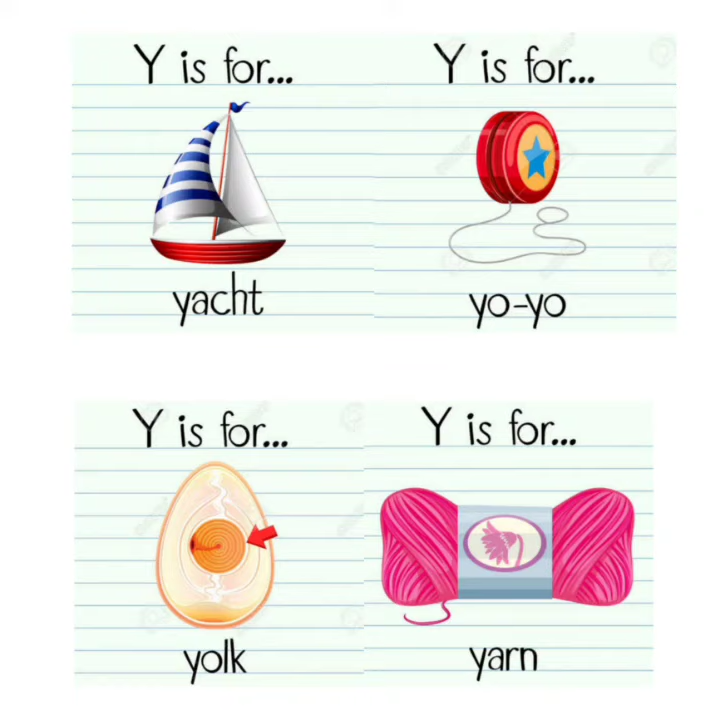 Y is for...
yacht
Y is for...
yo-yo
Y is for...
yolk
Y is for...
yarn